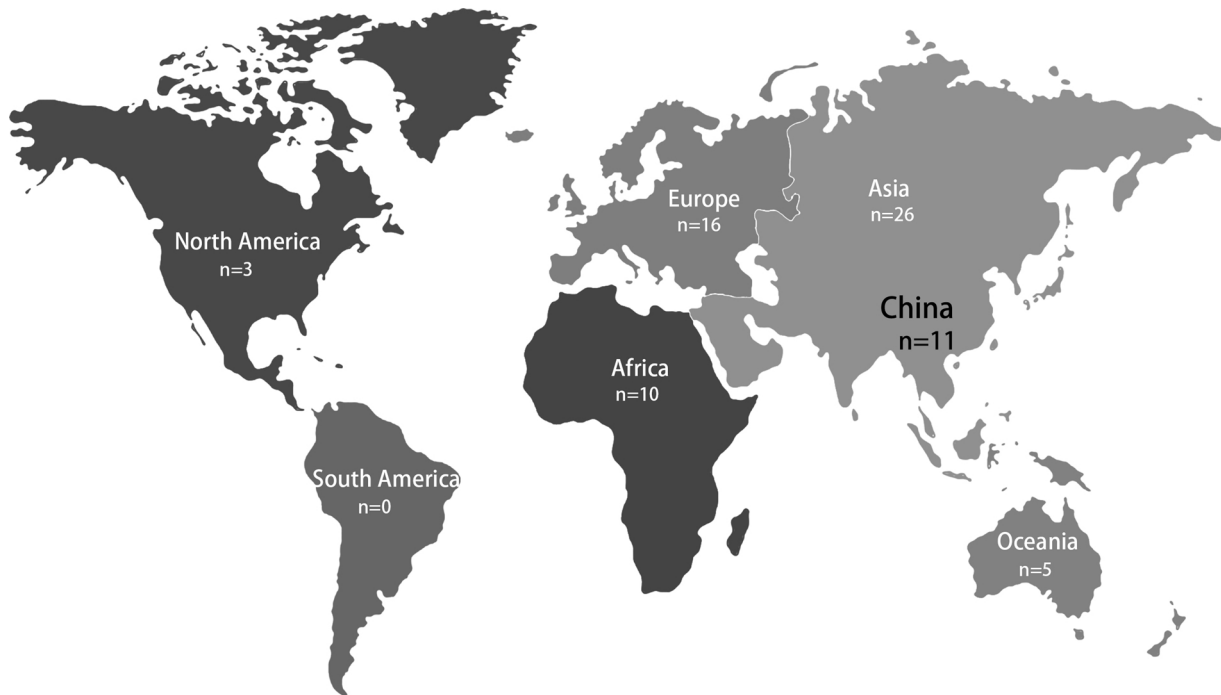 North America
n=3
South America
n=0
Europe
n=16
Africa
n=10
Asia
n=26
China
n=11
Oceania
n=5